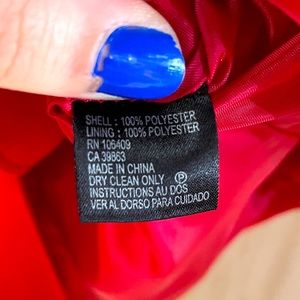 SHELL : 100% POLYESTER
LINING : 100% POLYESTER
RN 106409
CA 39863
MADE IN CHINA
DRY CLEAN ONLY Ⓟ
INSTRUCTIONS AU DOS
VER AL DORSO PARA CUIDADO